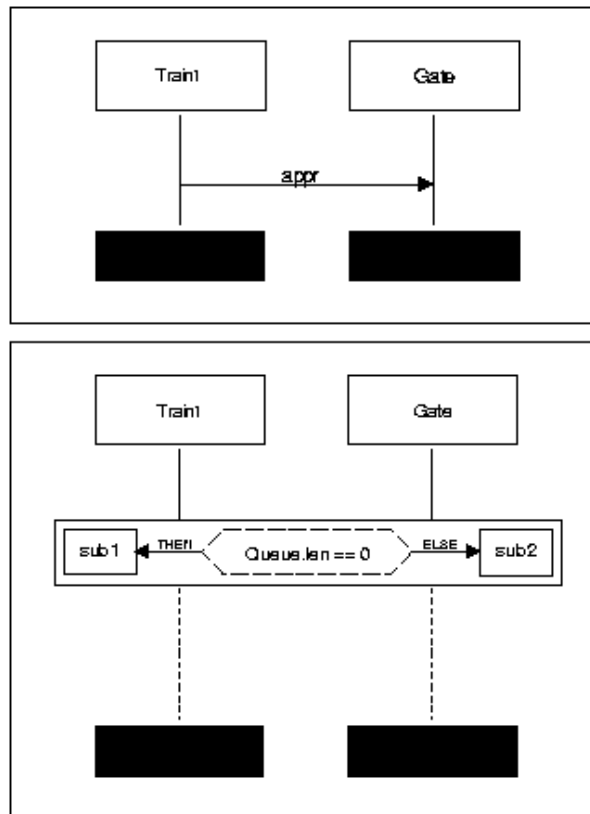 Train1 Gate
appr
Train1 Gate
sub1 THEN Queue.len == 0 ELSE sub2